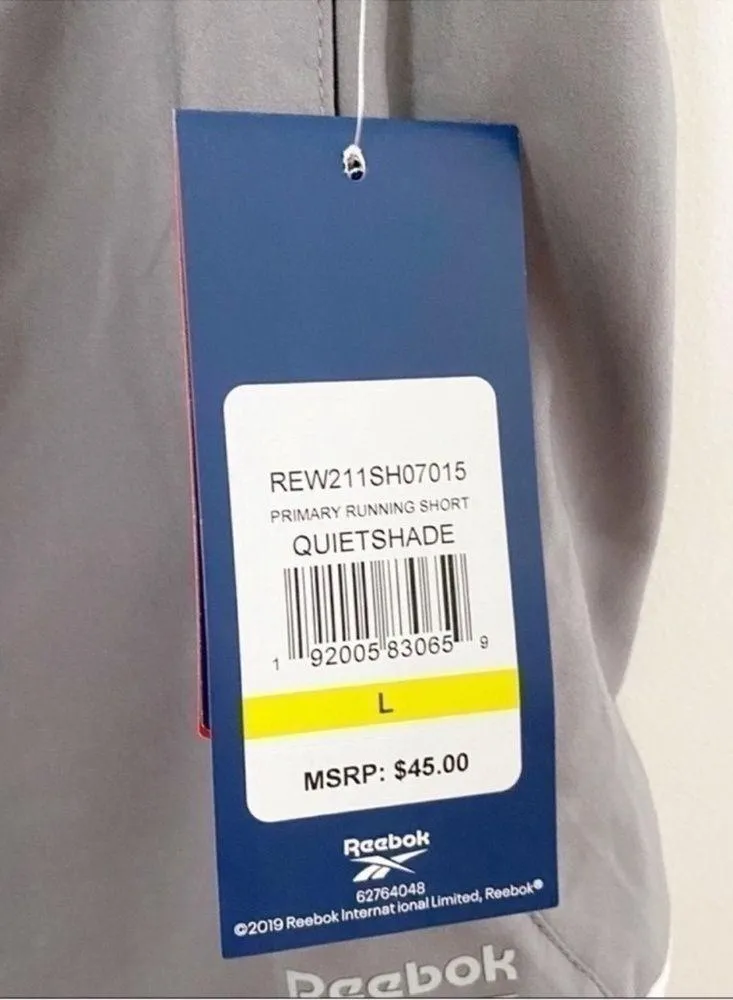 REW211SH07015
PRIMARY RUNNING SHORT
QUIETSHADE
1 92005 83065 9
L
MSRP: $45.00
Reebok
62764048
©2019 Reebok International Limited, Reebok®
Reebok